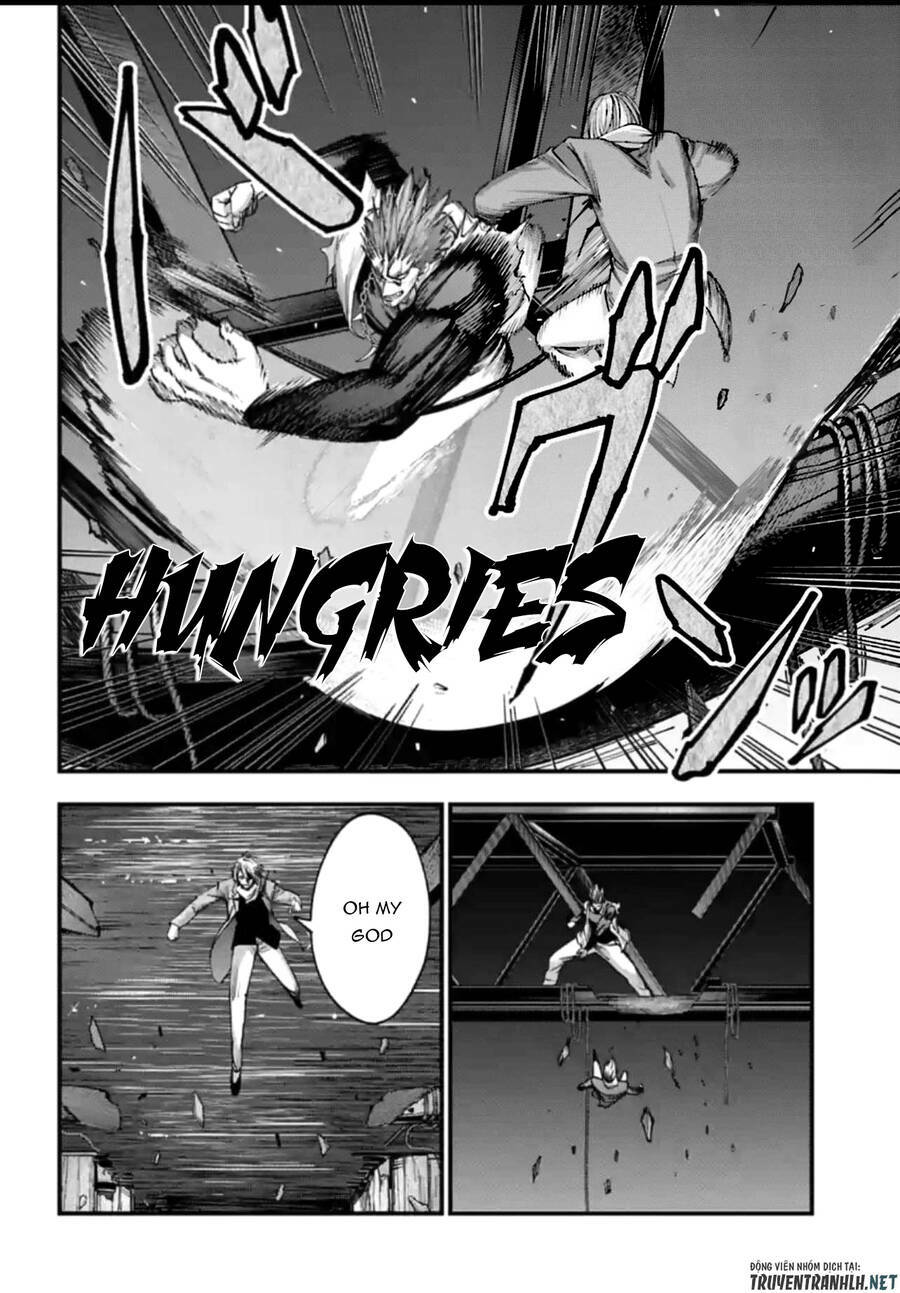 HUNGRIES
OH MY
GOD
ĐỘNG VIÊN NHÓM DỊCH TẠI:
TRUYENTRANHLH.NET